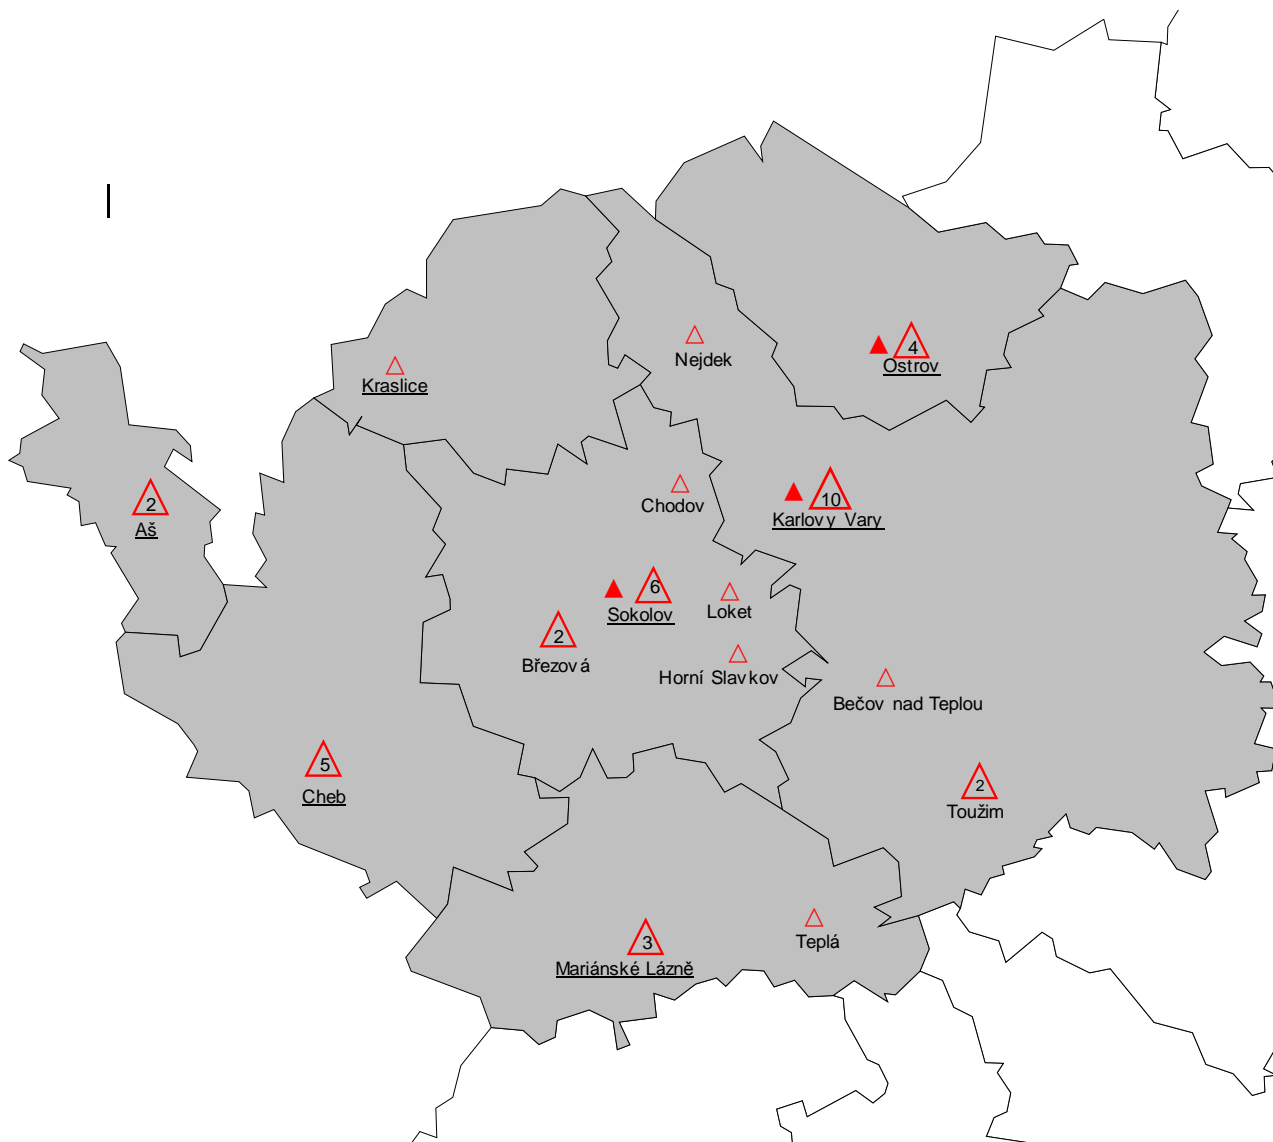 4
Ostrov
Nejdek
Kraslice
10
Karlovy Vary
Chodov
2
Aš
6
Sokolov
Loket
2
Březová
Horní Slavkov
Bečov nad Teplou
5
Cheb
2
Toužim
3
Mariánské Lázně
Teplá